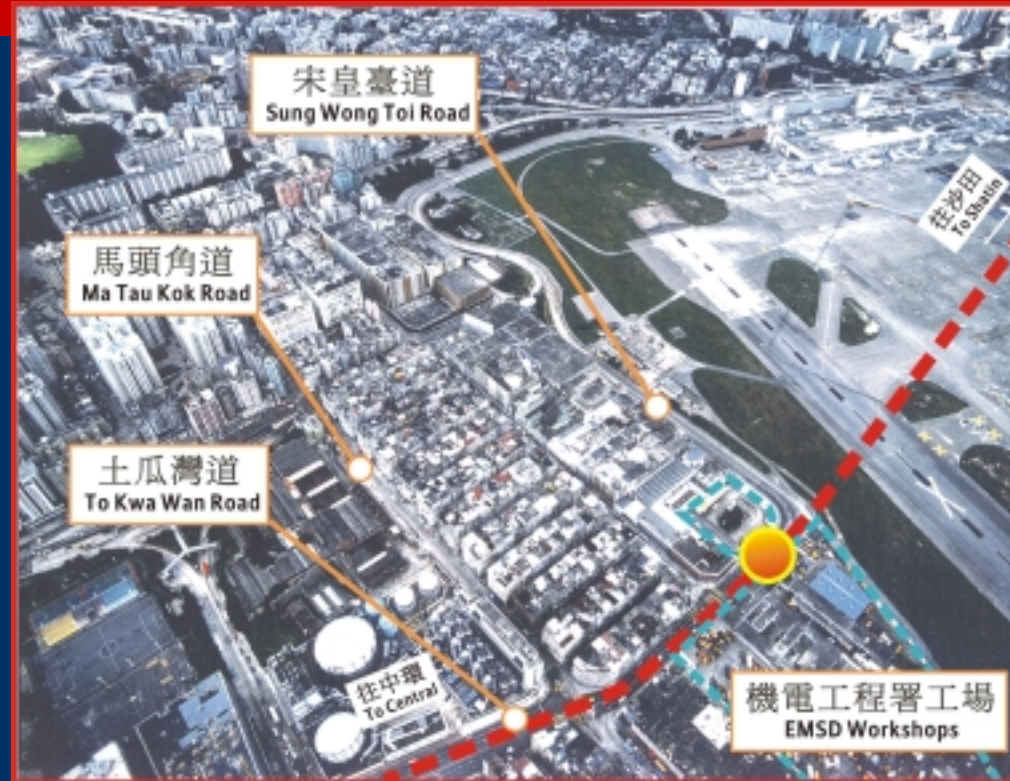 宋皇臺道
Sung Wong Toi Road
往沙田
To Shatin
馬頭角道
Ma Tau Kok Road
土瓜灣道
To Kwa Wan Road
往中環
To Central
機電工程署工場
EMSD Workshops